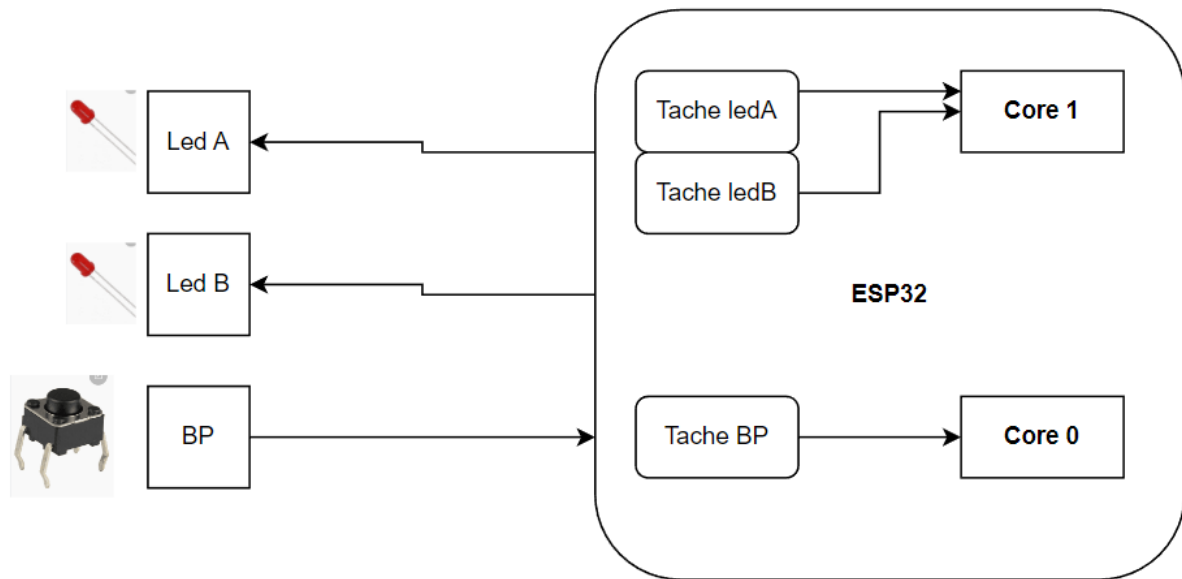 Tache ledA
Core 1
Led A
Tache ledB
Led B
ESP32
BP
Tache BP
Core 0